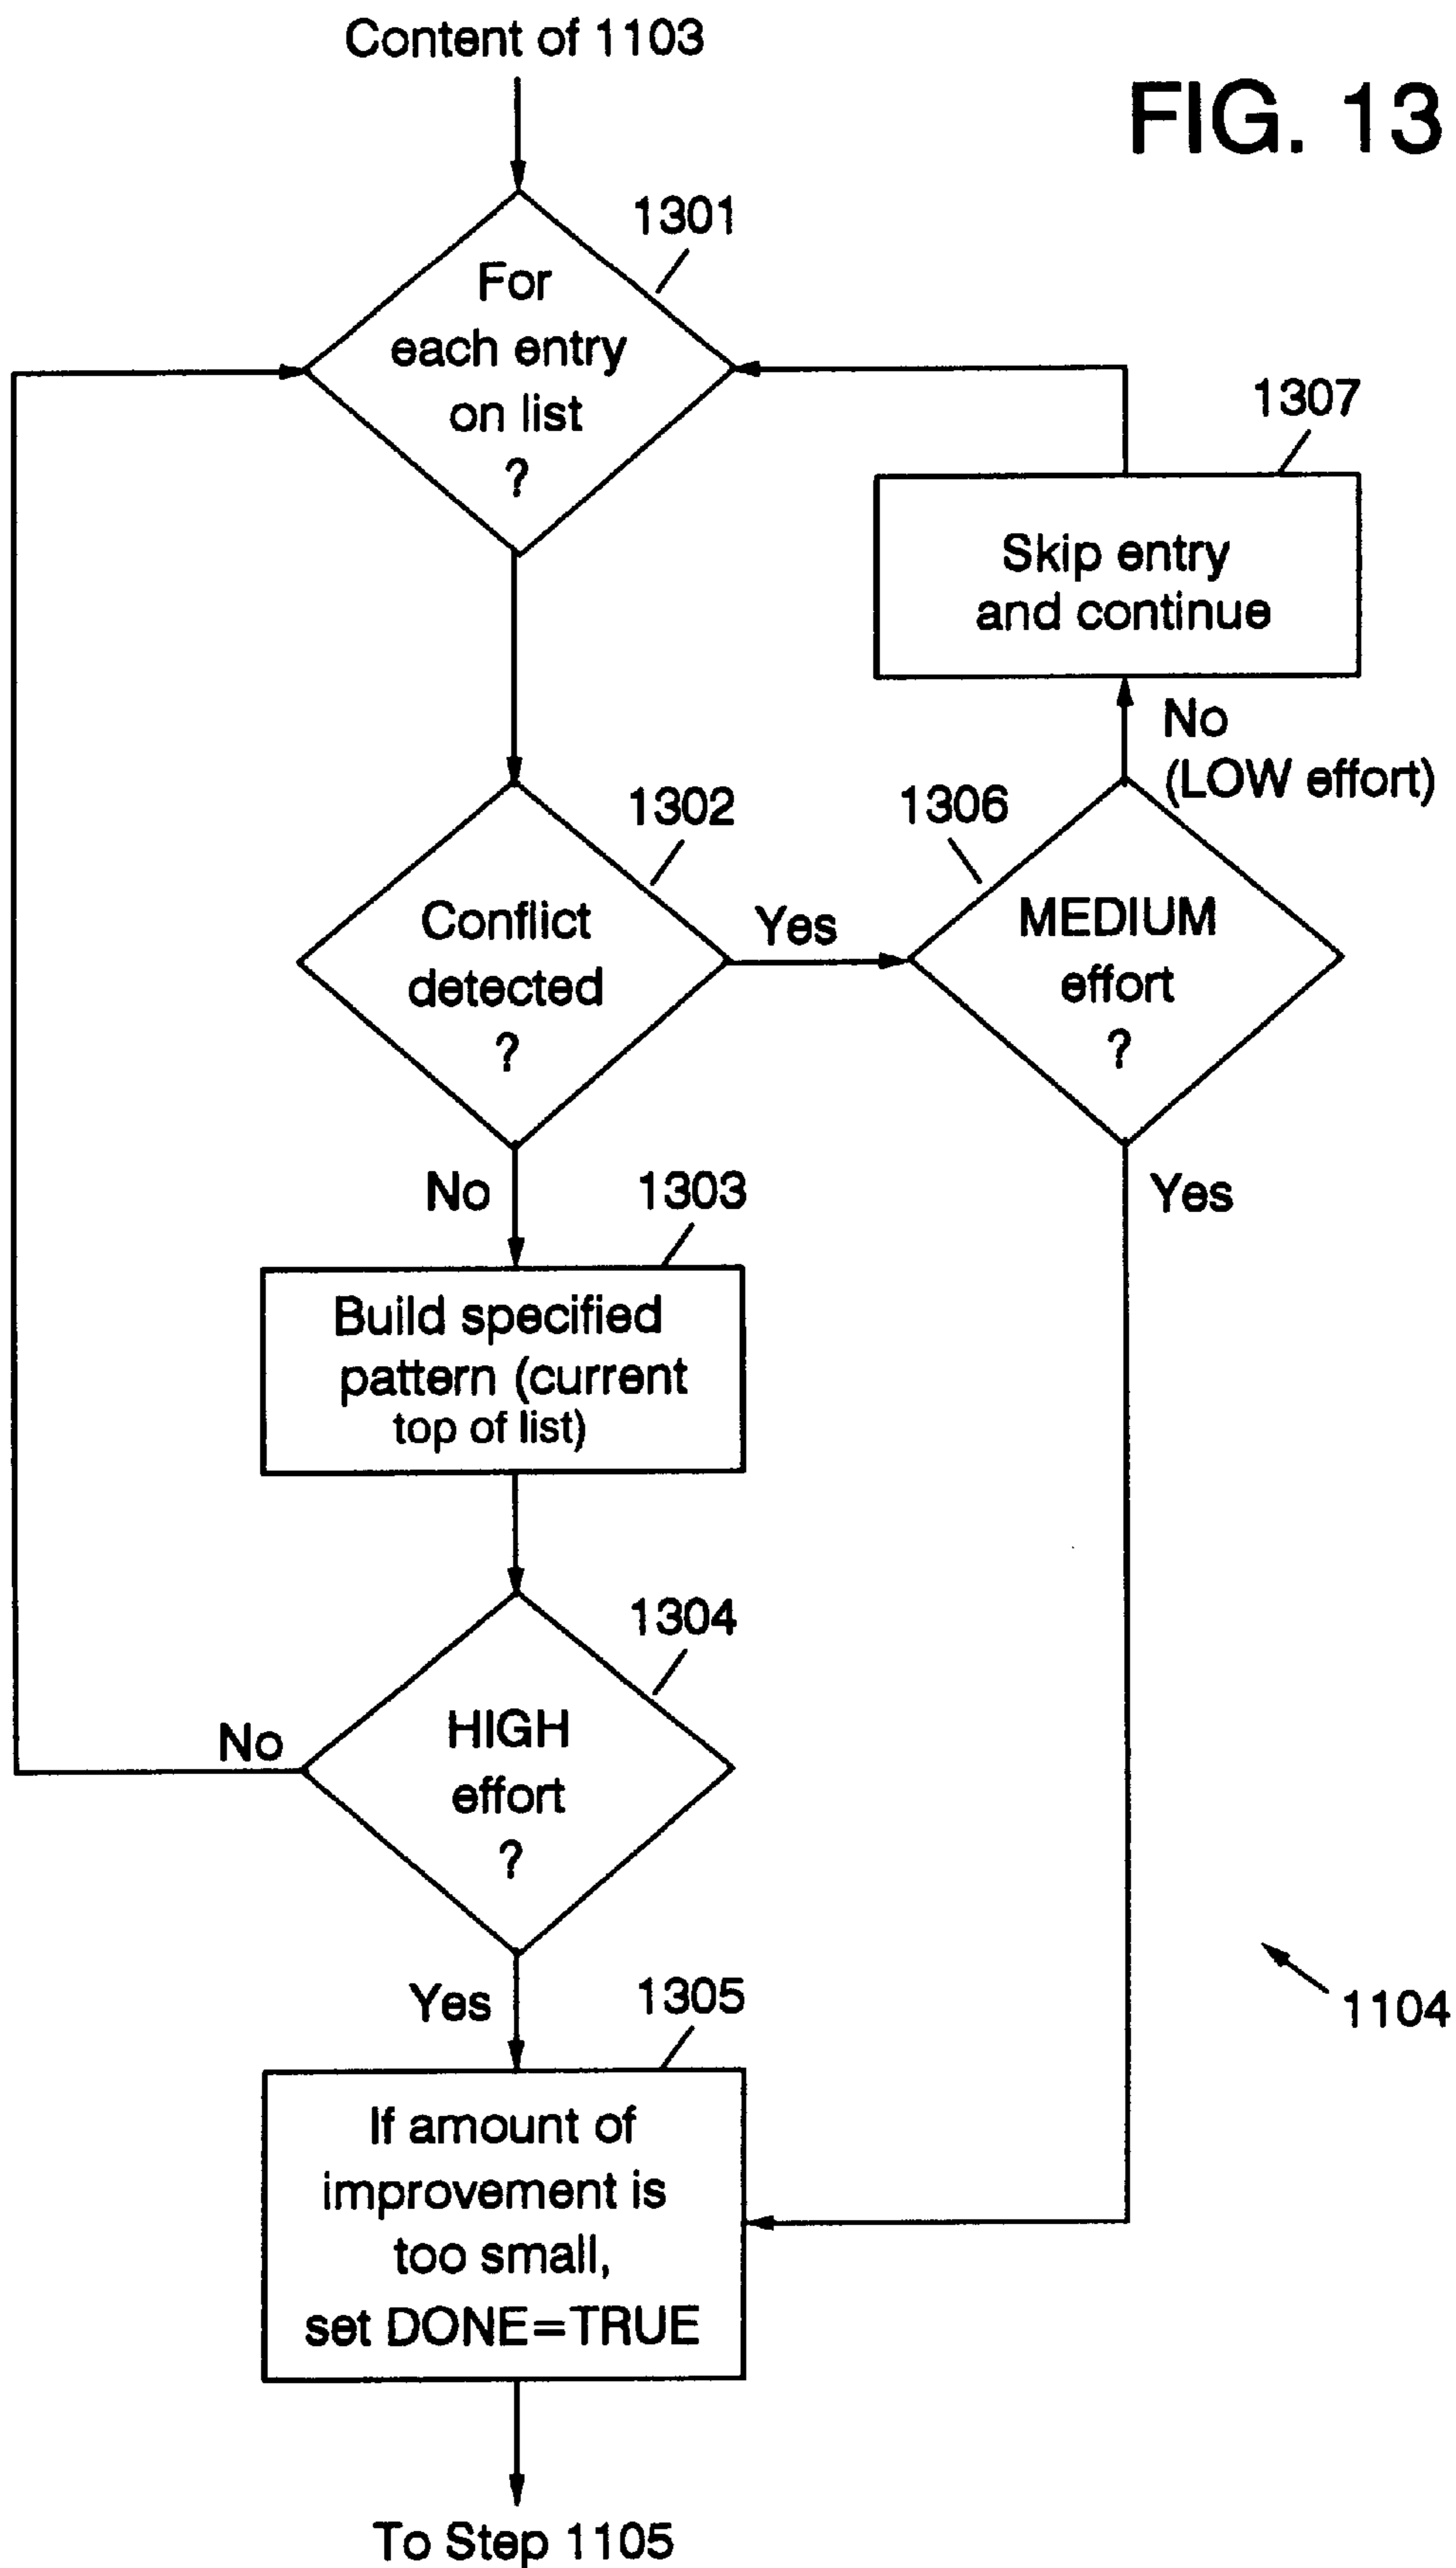 Content of 1103
FIG. 13
1301
For
each entry
on list
?
1307
Skip entry
and continue
No
(LOW effort)
1302
1306
Conflict
detected
?
Yes
MEDIUM
effort
?
No
1303
Yes
Build specified
pattern (current
top of list)
1304
No
HIGH
effort
?
Yes
1305
1104
If amount of
improvement is
too small,
set DONE=TRUE
To Step 1105